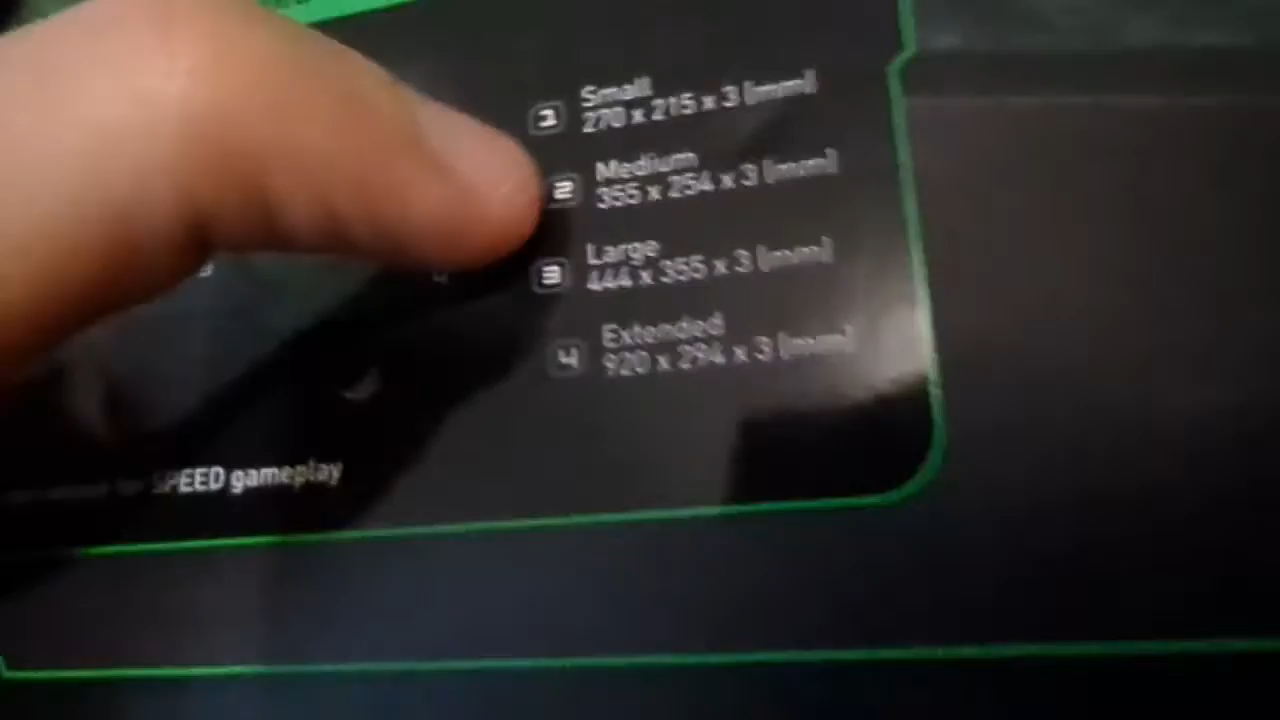 1 Small
270 x 215 x 3 (mm)
2 Medium
355 x 254 x 3 (mm)
3 Large
444 x 355 x 3 (mm)
4 Extended
920 x 294 x 3 (mm)
SPEED gameplay